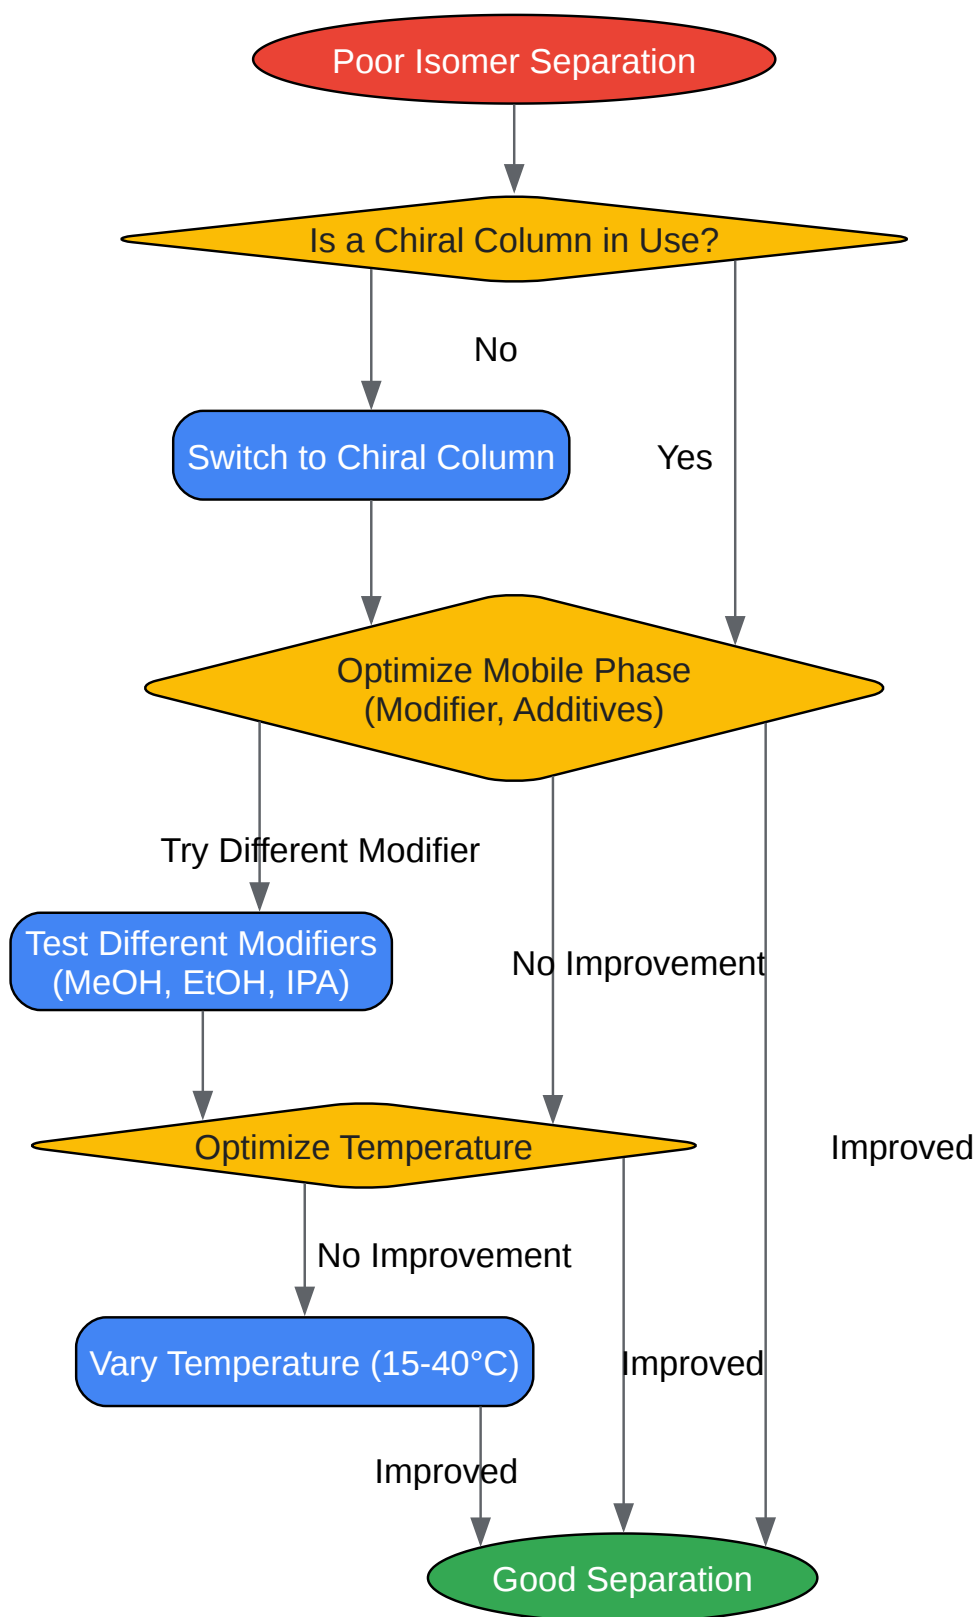 Poor Isomer Separation
Is a Chiral Column in Use?
No
Switch to Chiral Column
Yes
Optimize Mobile Phase
(Modifier, Additives)
Try Different Modifier
Test Different Modifiers
(MeOH, EtOH, IPA)
No Improvement
Optimize Temperature
Improved
No Improvement
Vary Temperature (15-40°C)
Improved
Improved
Good Separation